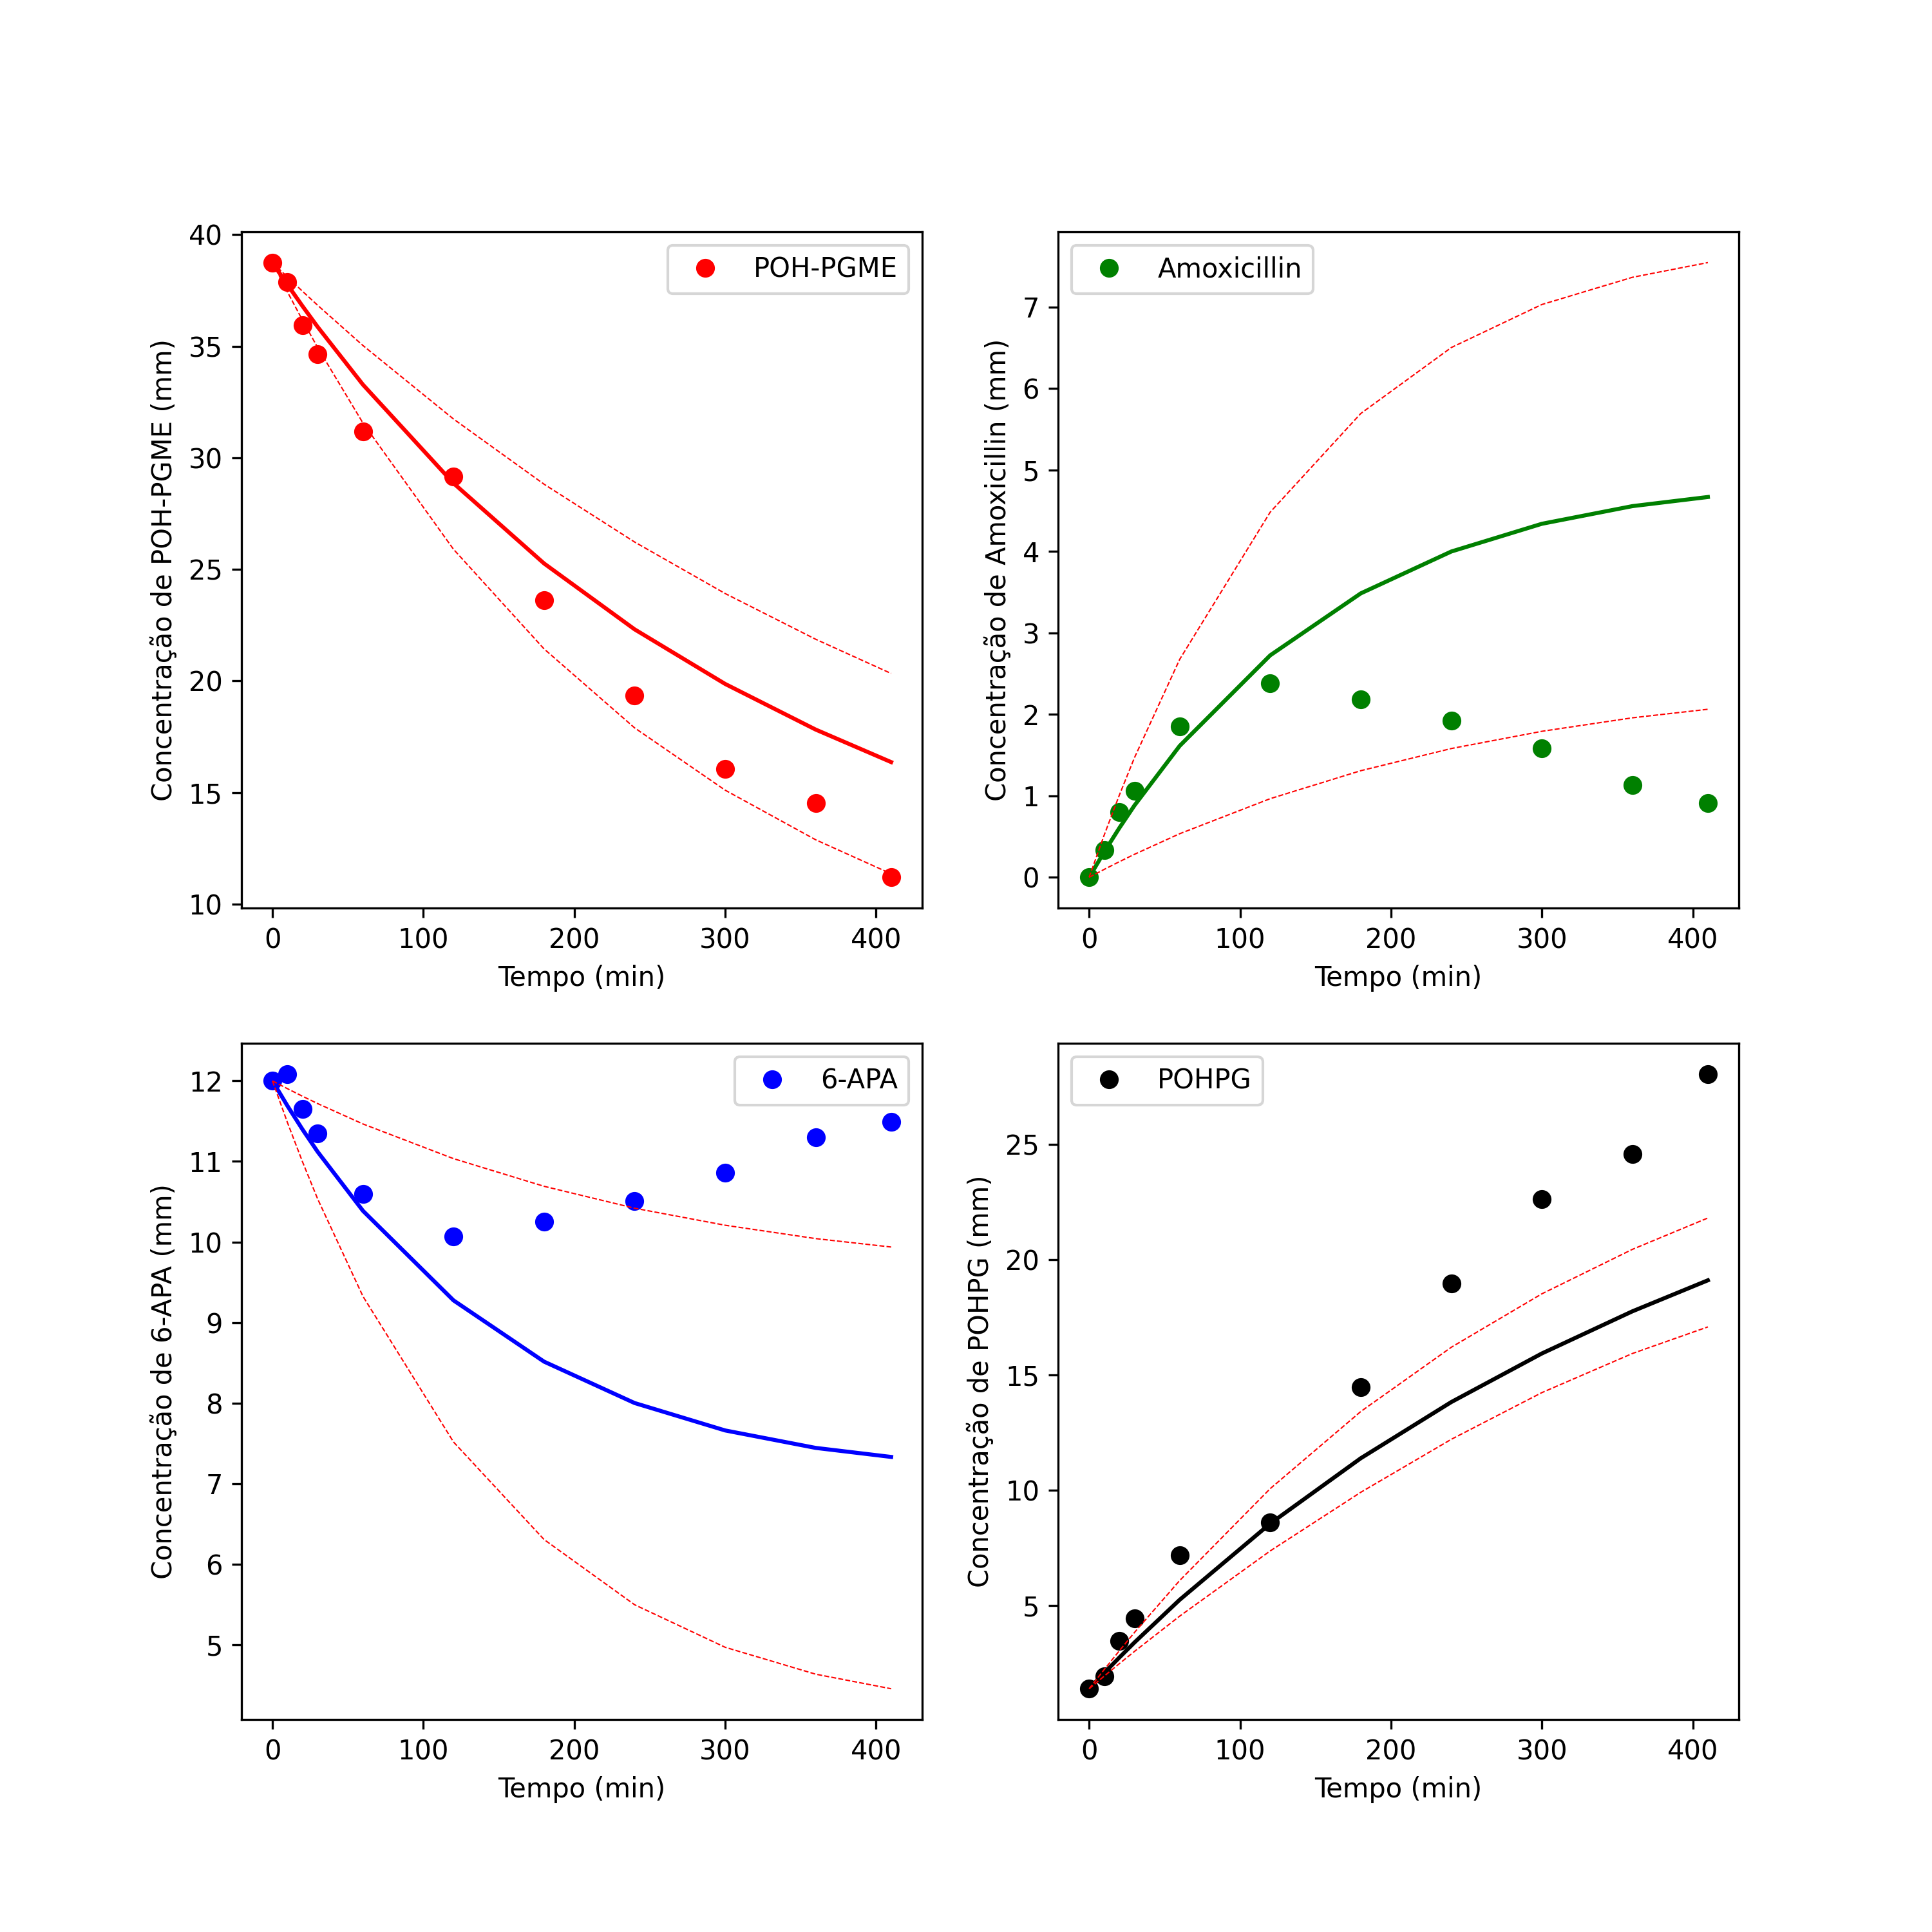 POH-PGME
Concentração de POH-PGME (mm)
40
35
30
25
20
15
10
0 100 200 300 400
Tempo (min)
Amoxicillin
Concentração de Amoxicillin (mm)
7
6
5
4
3
2
1
0
0 100 200 300 400
Tempo (min)
6-APA
Concentração de 6-APA (mm)
12
11
10
9
8
7
6
5
0 100 200 300 400
Tempo (min)
POHPG
Concentração de POHPG (mm)
25
20
15
10
5
0 100 200 300 400
Tempo (min)